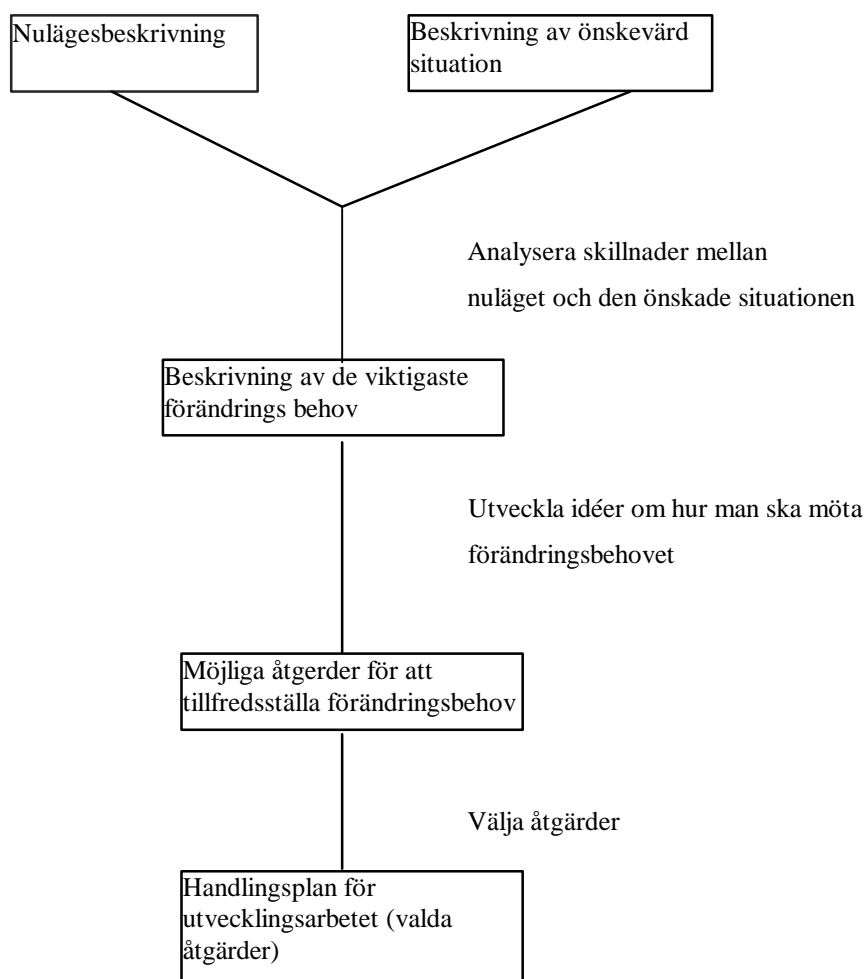 Nulägesbeskrivning
Beskrivning av önskevärd
situation
Analysera skillnader mellan
nuläget och den önskade situationen
Beskrivning av de viktigaste
förändrings behov
Utveckla idéer om hur man ska möta
förändringsbehovet
Möjliga åtgerder för att
tillfredsställa förändringsbehov
Välja åtgärder
Handlingsplan för
utvecklingsarbetet (valda
åtgärder)